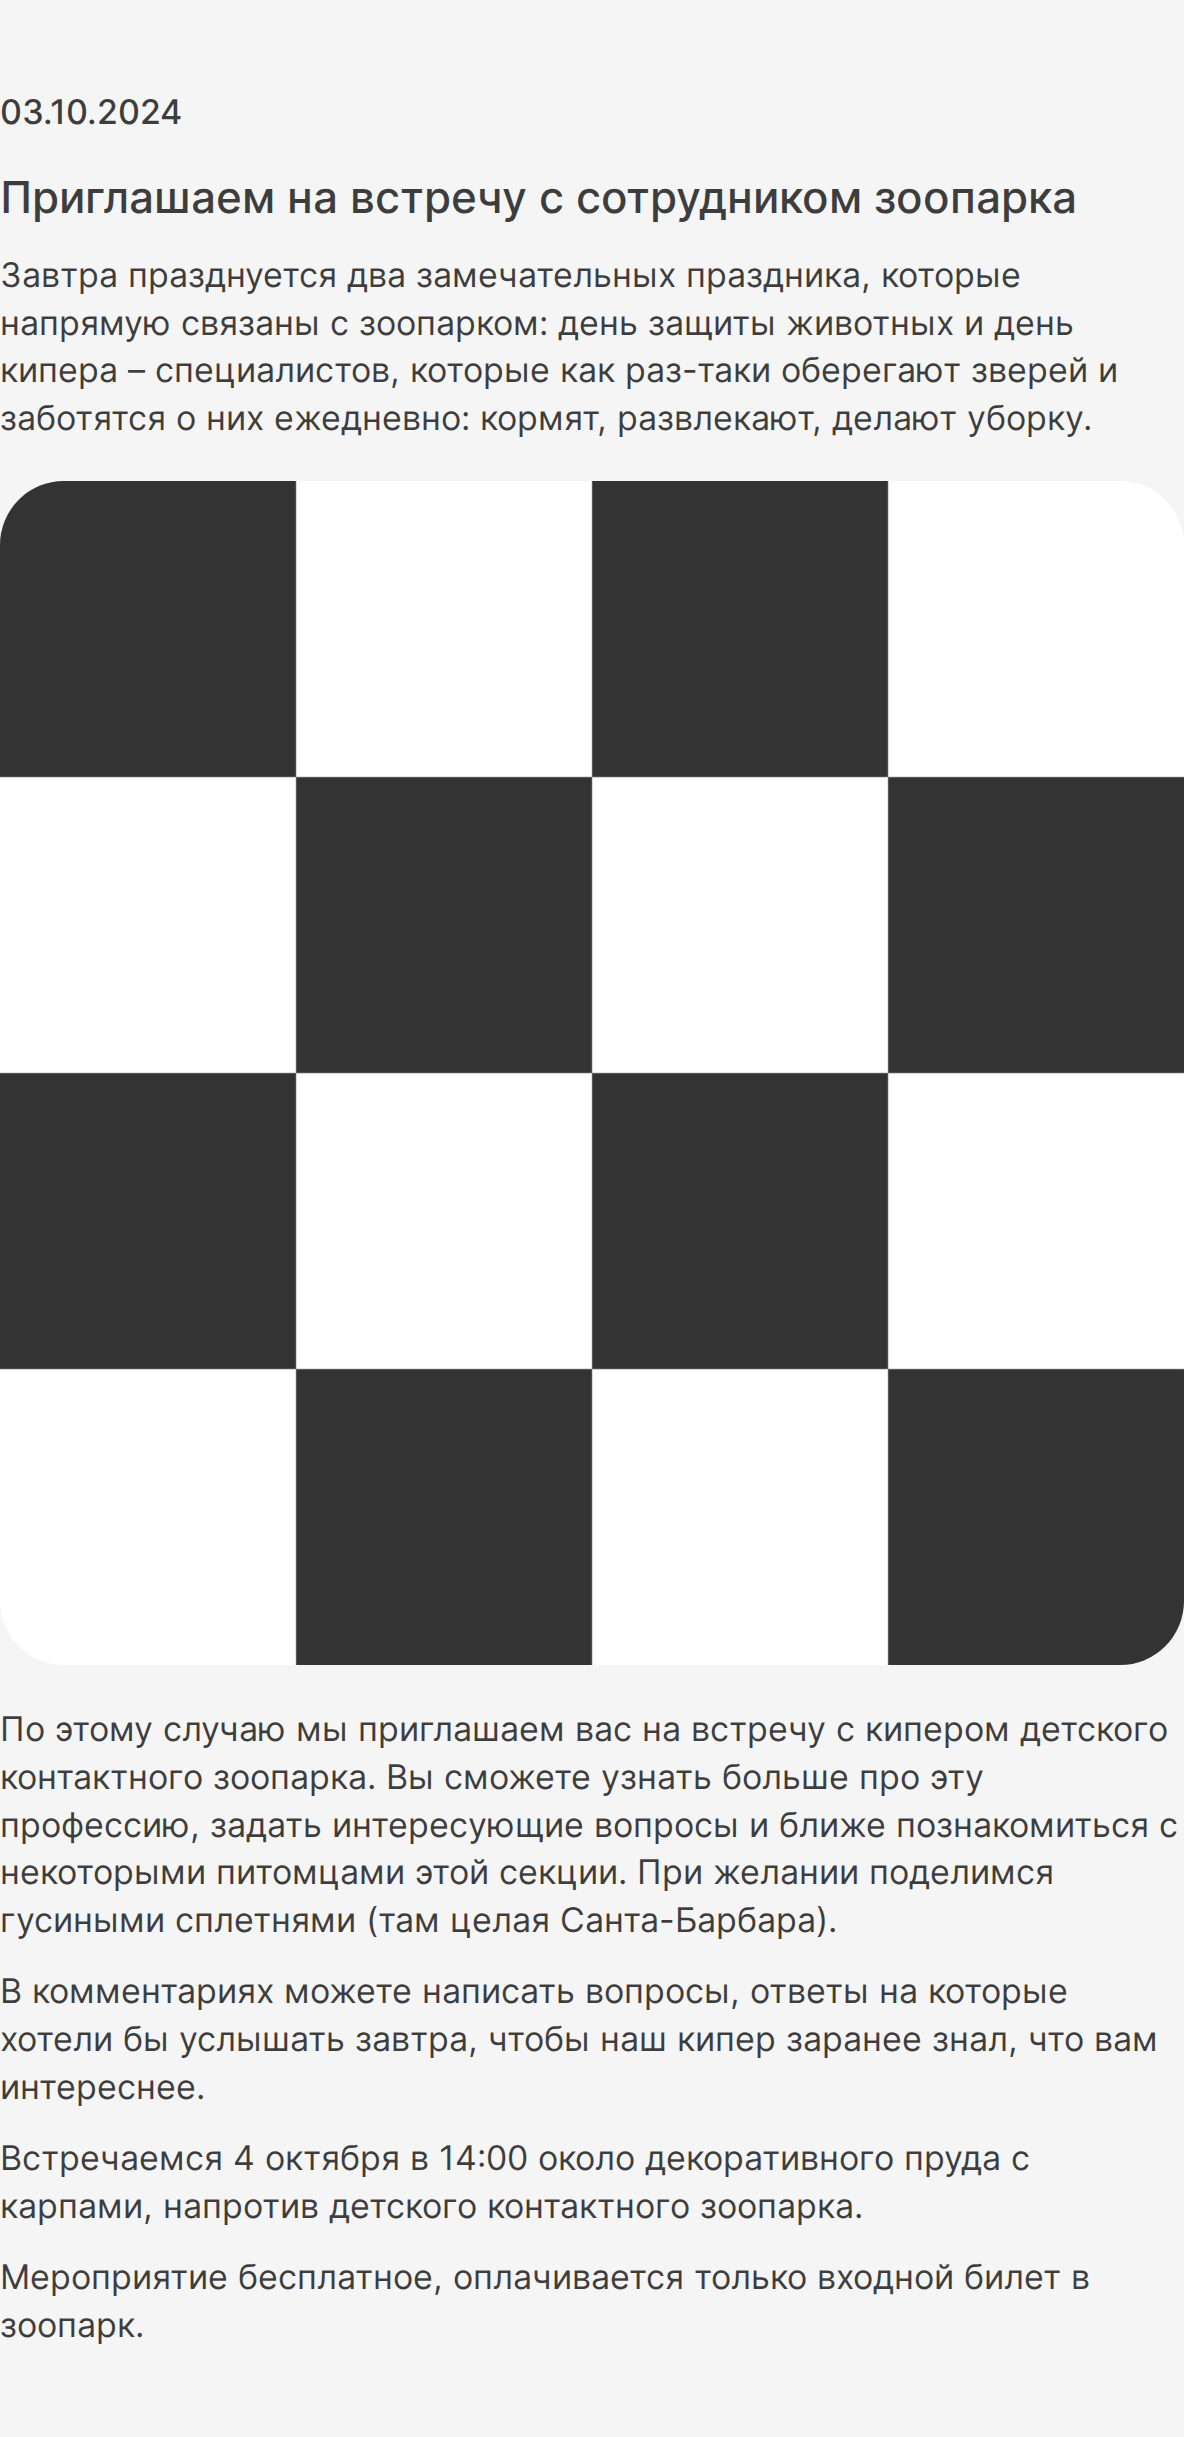 03.10.2024
Приглашаем на встречу с сотрудником зоопарка
Завтра празднуется два замечательных праздника, которые
напрямую связаны с зоопарком: день защиты животных и день
кипера – специалистов, которые как раз-таки оберегают зверей и
заботятся о них ежедневно: кормят, развлекают, делают уборку.
По этому случаю мы приглашаем вас на встречу с кипером детского
контактного зоопарка. Вы сможете узнать больше про эту
профессию, задать интересующие вопросы и ближе познакомиться с
некоторыми питомцами этой секции. При желании поделимся
гусиными сплетнями (там целая Санта-Барбара).
В комментариях можете написать вопросы, ответы на которые
хотели бы услышать завтра, чтобы наш кипер заранее знал, что вам
интереснее.
Встречаемся 4 октября в 14:00 около декоративного пруда с
карпами, напротив детского контактного зоопарка.
Мероприятие бесплатное, оплачивается только входной билет в
зоопарк.